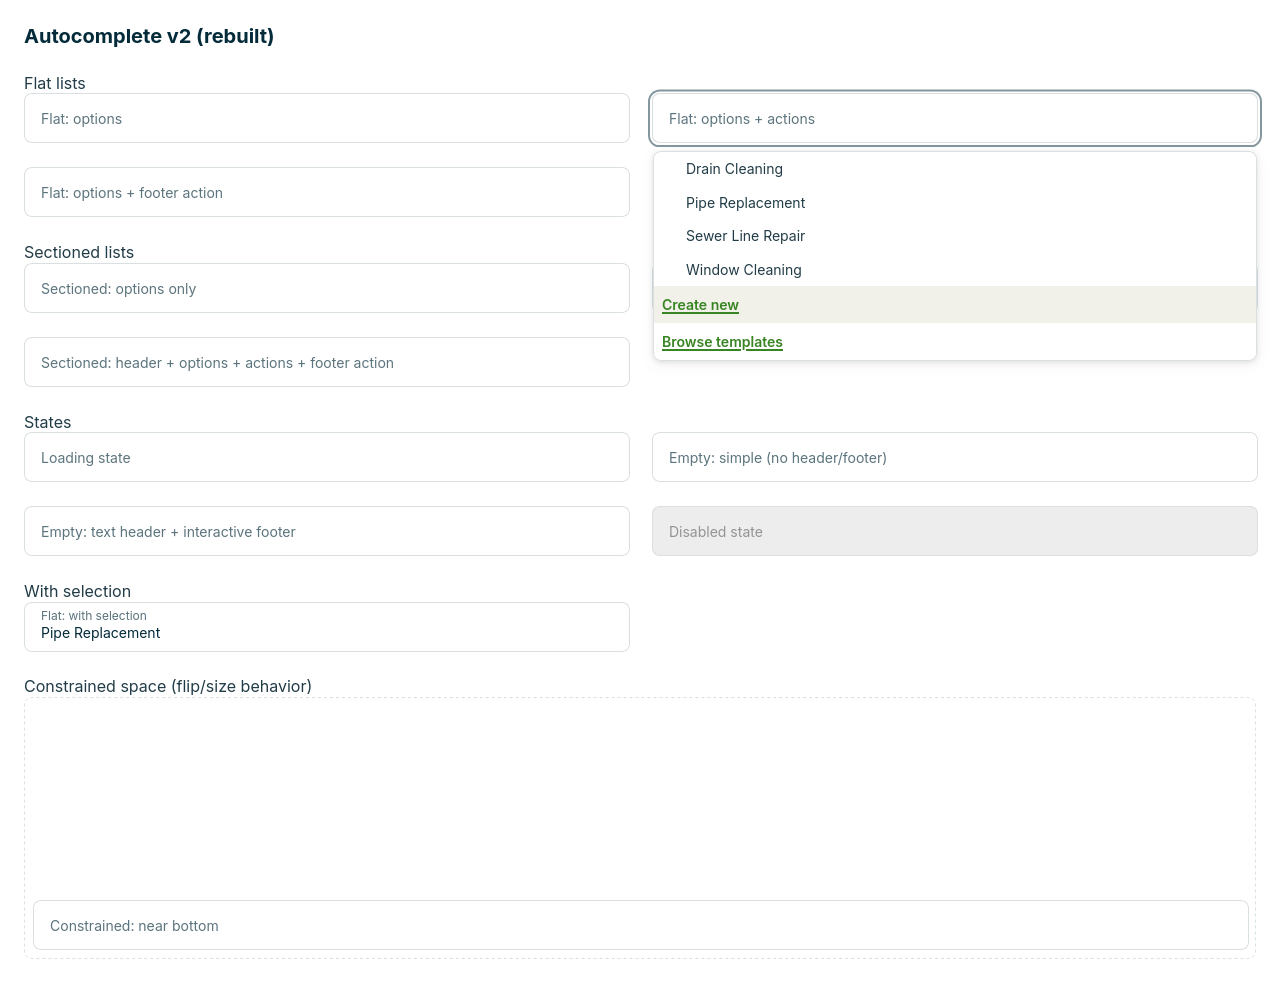 Autocomplete v2 (rebuilt)
Flat lists
Flat: options
Flat: options + actions
Drain Cleaning
Pipe Replacement
Sewer Line Repair
Window Cleaning
Create new
Browse templates
Flat: options + footer action
Sectioned lists
Sectioned: options only
Sectioned: header + options + actions + footer action
States
Loading state
Empty: simple (no header/footer)
Empty: text header + interactive footer
Disabled state
With selection
Flat: with selection
Pipe Replacement
Constrained space (flip/size behavior)
Constrained: near bottom